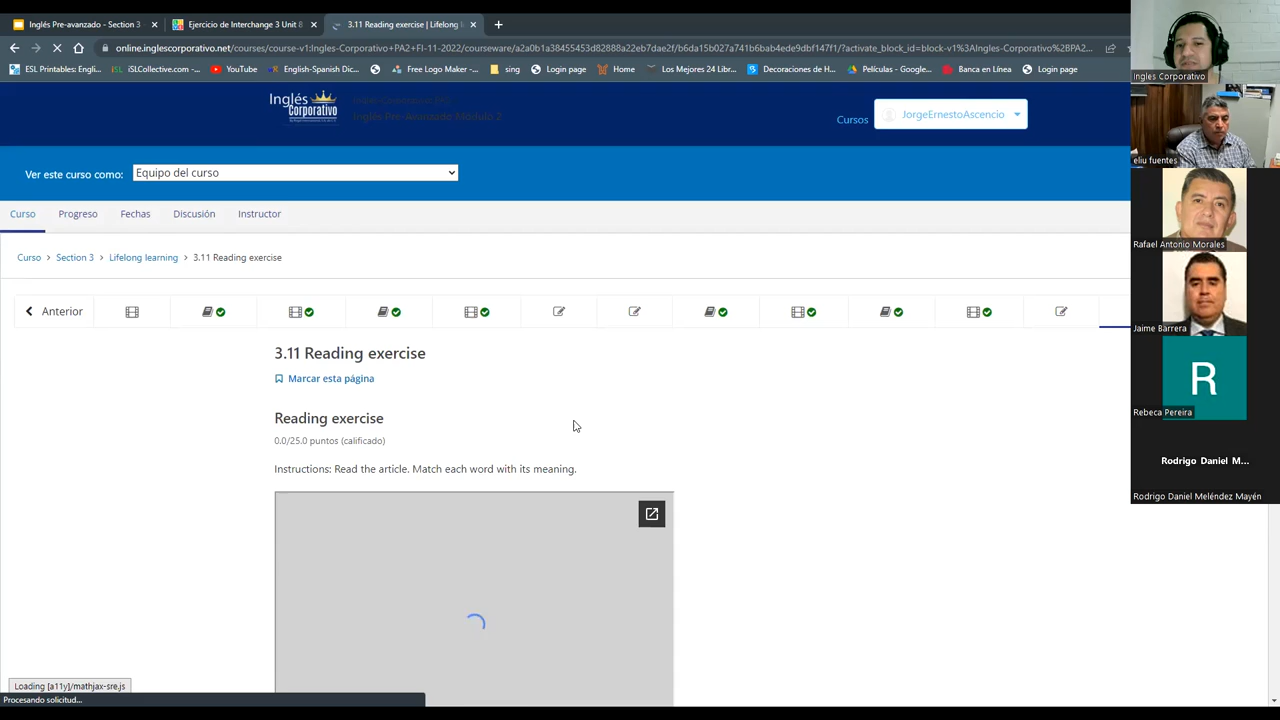 Inglés Pre-avanzado - Section 3
Ejercicio de Interchange 3 Unit 8
3.11 Reading exercise | Lifelong l
online.inglescorporativo.net/courses/course-v1:Ingles-Corporativo+PA2+FI-11-2022/courseware/a2a0b1a38455453d82888a22eb7dae2f/b6da15b027a741b6bab4ede9dbf147f1/?activate_block_id=block-v1%3AIngles-Corporativo%2BPA2...
ESL Printables: Engli...
iSLCollective.com -...
YouTube
English-Spanish Dic...
Free Logo Maker -...
sing
Login page
Home
Los Mejores 24 Libr...
Decoraciones de H...
Películas - Google...
Banca en Línea
Login page
Inglés Corporativo
Inglés Pre-Avanzado Módulo 2
Cursos
JorgeErnestoAscencio
Ver este curso como:
Equipo del curso
Curso
Progreso
Fechas
Discusión
Instructor
Curso > Section 3 > Lifelong learning > 3.11 Reading exercise
Anterior
3.11 Reading exercise
Marcar esta página
Reading exercise
0.0/25.0 puntos (calificado)
Instructions: Read the article. Match each word with its meaning.
Loading [a11y]/mathjax-sre.js
Procesando solicitud...
Ingles Corporativo
eliu fuentes
Rafael Antonio Morales
Jaime Barrera
R
Rebeca Pereira
Rodrigo Daniel M...
Rodrigo Daniel Meléndez Mayén